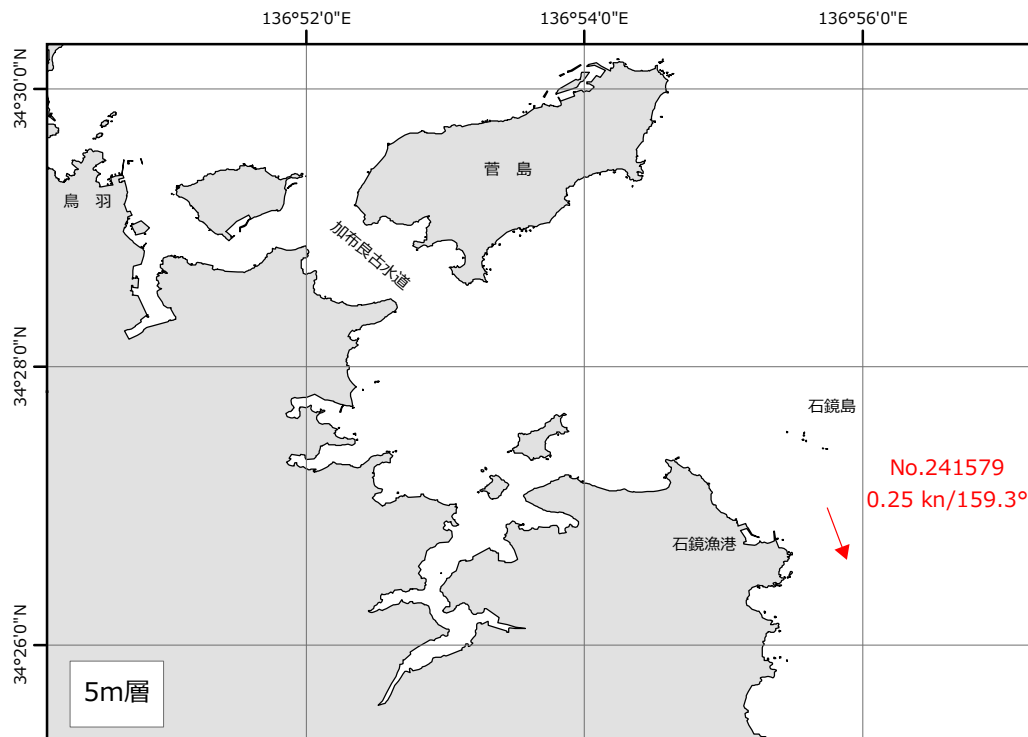 136°52'0"E
136°54'0"E
136°56'0"E
34°30'0"N
菅 島
鳥 羽
加布良古水道
34°28'0"N
石鏡島
No.241579
0.25 kn/159.3°
石鏡漁港
34°26'0"N
5m層